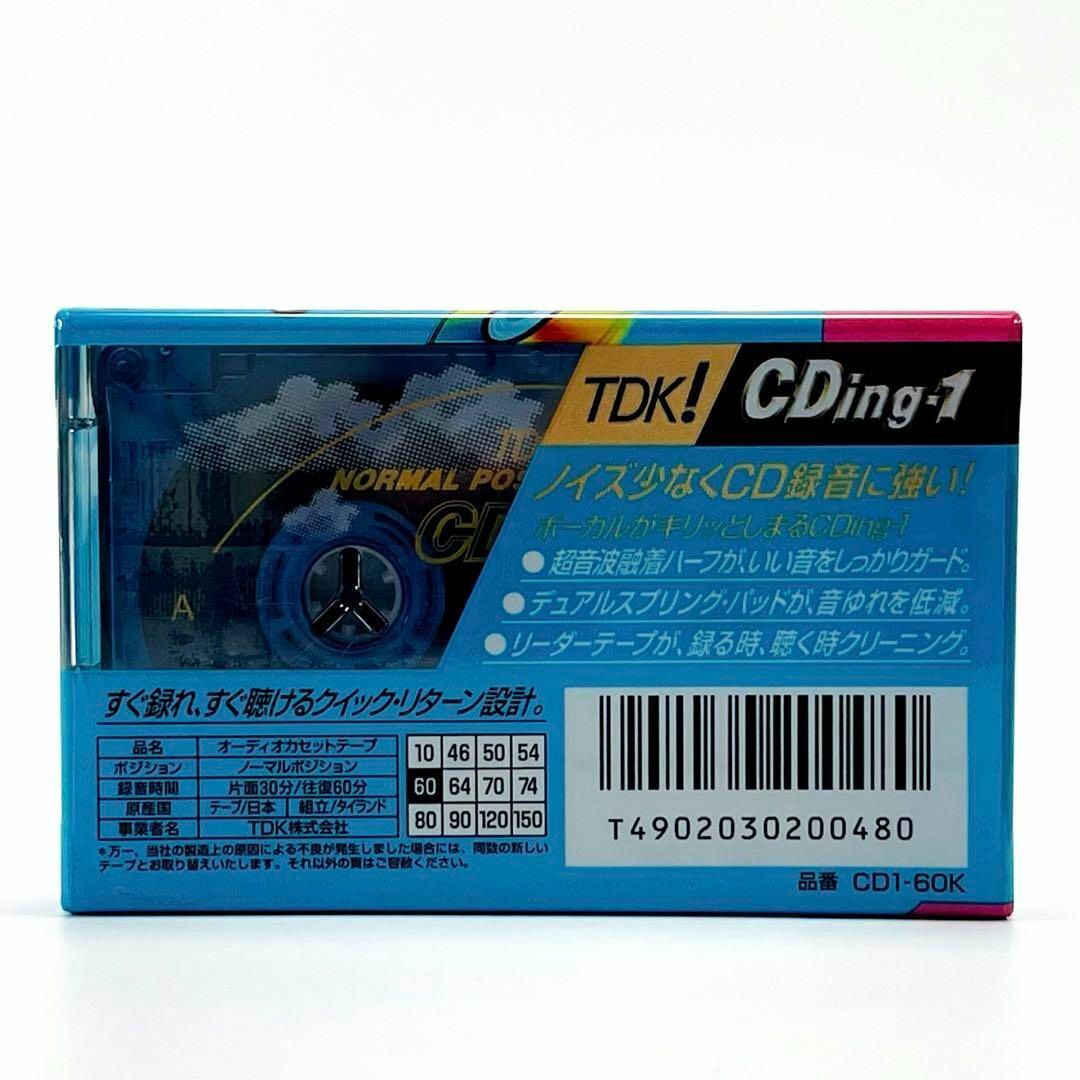 TDK!
CDing-1
NORMAL POS
CD
A
ノイズ少なくCD録音に強い!
ボーカルがキリッとしまるCDing-1
●超音波融着ハーフが、いい音をしっかりガード。
●デュアルスプリング・パッドが、音ゆれを低減。
●リーダーテープが、録る時、聴く時クリーニング。
すぐ録れ、すぐ聴けるクイック・リターン設計。
品名 オーディオカセットテープ
ポジション ノーマルポジション
録音時間 片面30分/往復60分
原産国 テープ/日本 組立/タイランド
事業者名 TDK株式会社
10 46 50 54
60 64 70 74
80 90 120 150
*万一、当社の製造上の原因による不良が発生しました場合には、同数の新しい
テープとお取り替えいたします。それ以外の責はご容赦ください。
T4902030200480
品番 CD1-60K